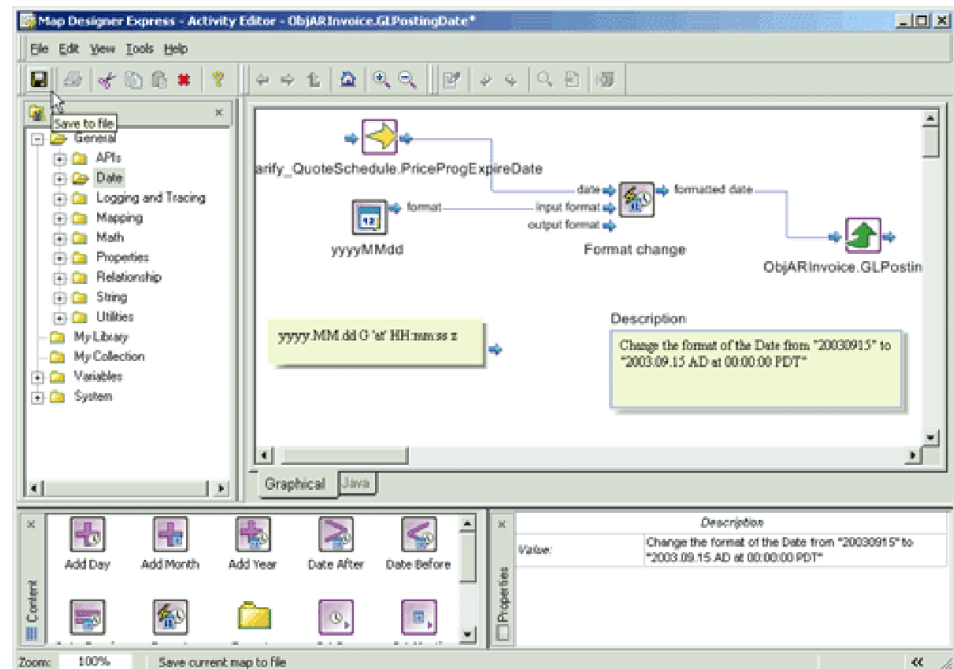 Map Designer Express - Activity Editor - ObjARInvoice.GLPostingDate*
File Edit View Tools Help
Save to file
General
APIs
Date
Logging and Tracing
Mapping
Math
Properties
Relationship
String
Utilities
My Library
My Collection
Variables
System
arify_QuoteSchedule.PriceProgExpireDate
date
formatted date
format
input format
output format
yyyyMMdd
Format change
ObjARInvoice.GLPostin
yyyy.MM.dd G 'at' HH:mm:ss z
Description
Change the format of the Date from "20030915" to
"2003.09.15 AD at 00:00:00 PDT"
Graphical Java
Content
Add Day Add Month Add Year Date After Date Before
Properties
Description
Value:
Change the format of the Date from "20030915" to
"2003.09.15 AD at 00:00:00 PDT"
Zoom: 100% Save current map to file